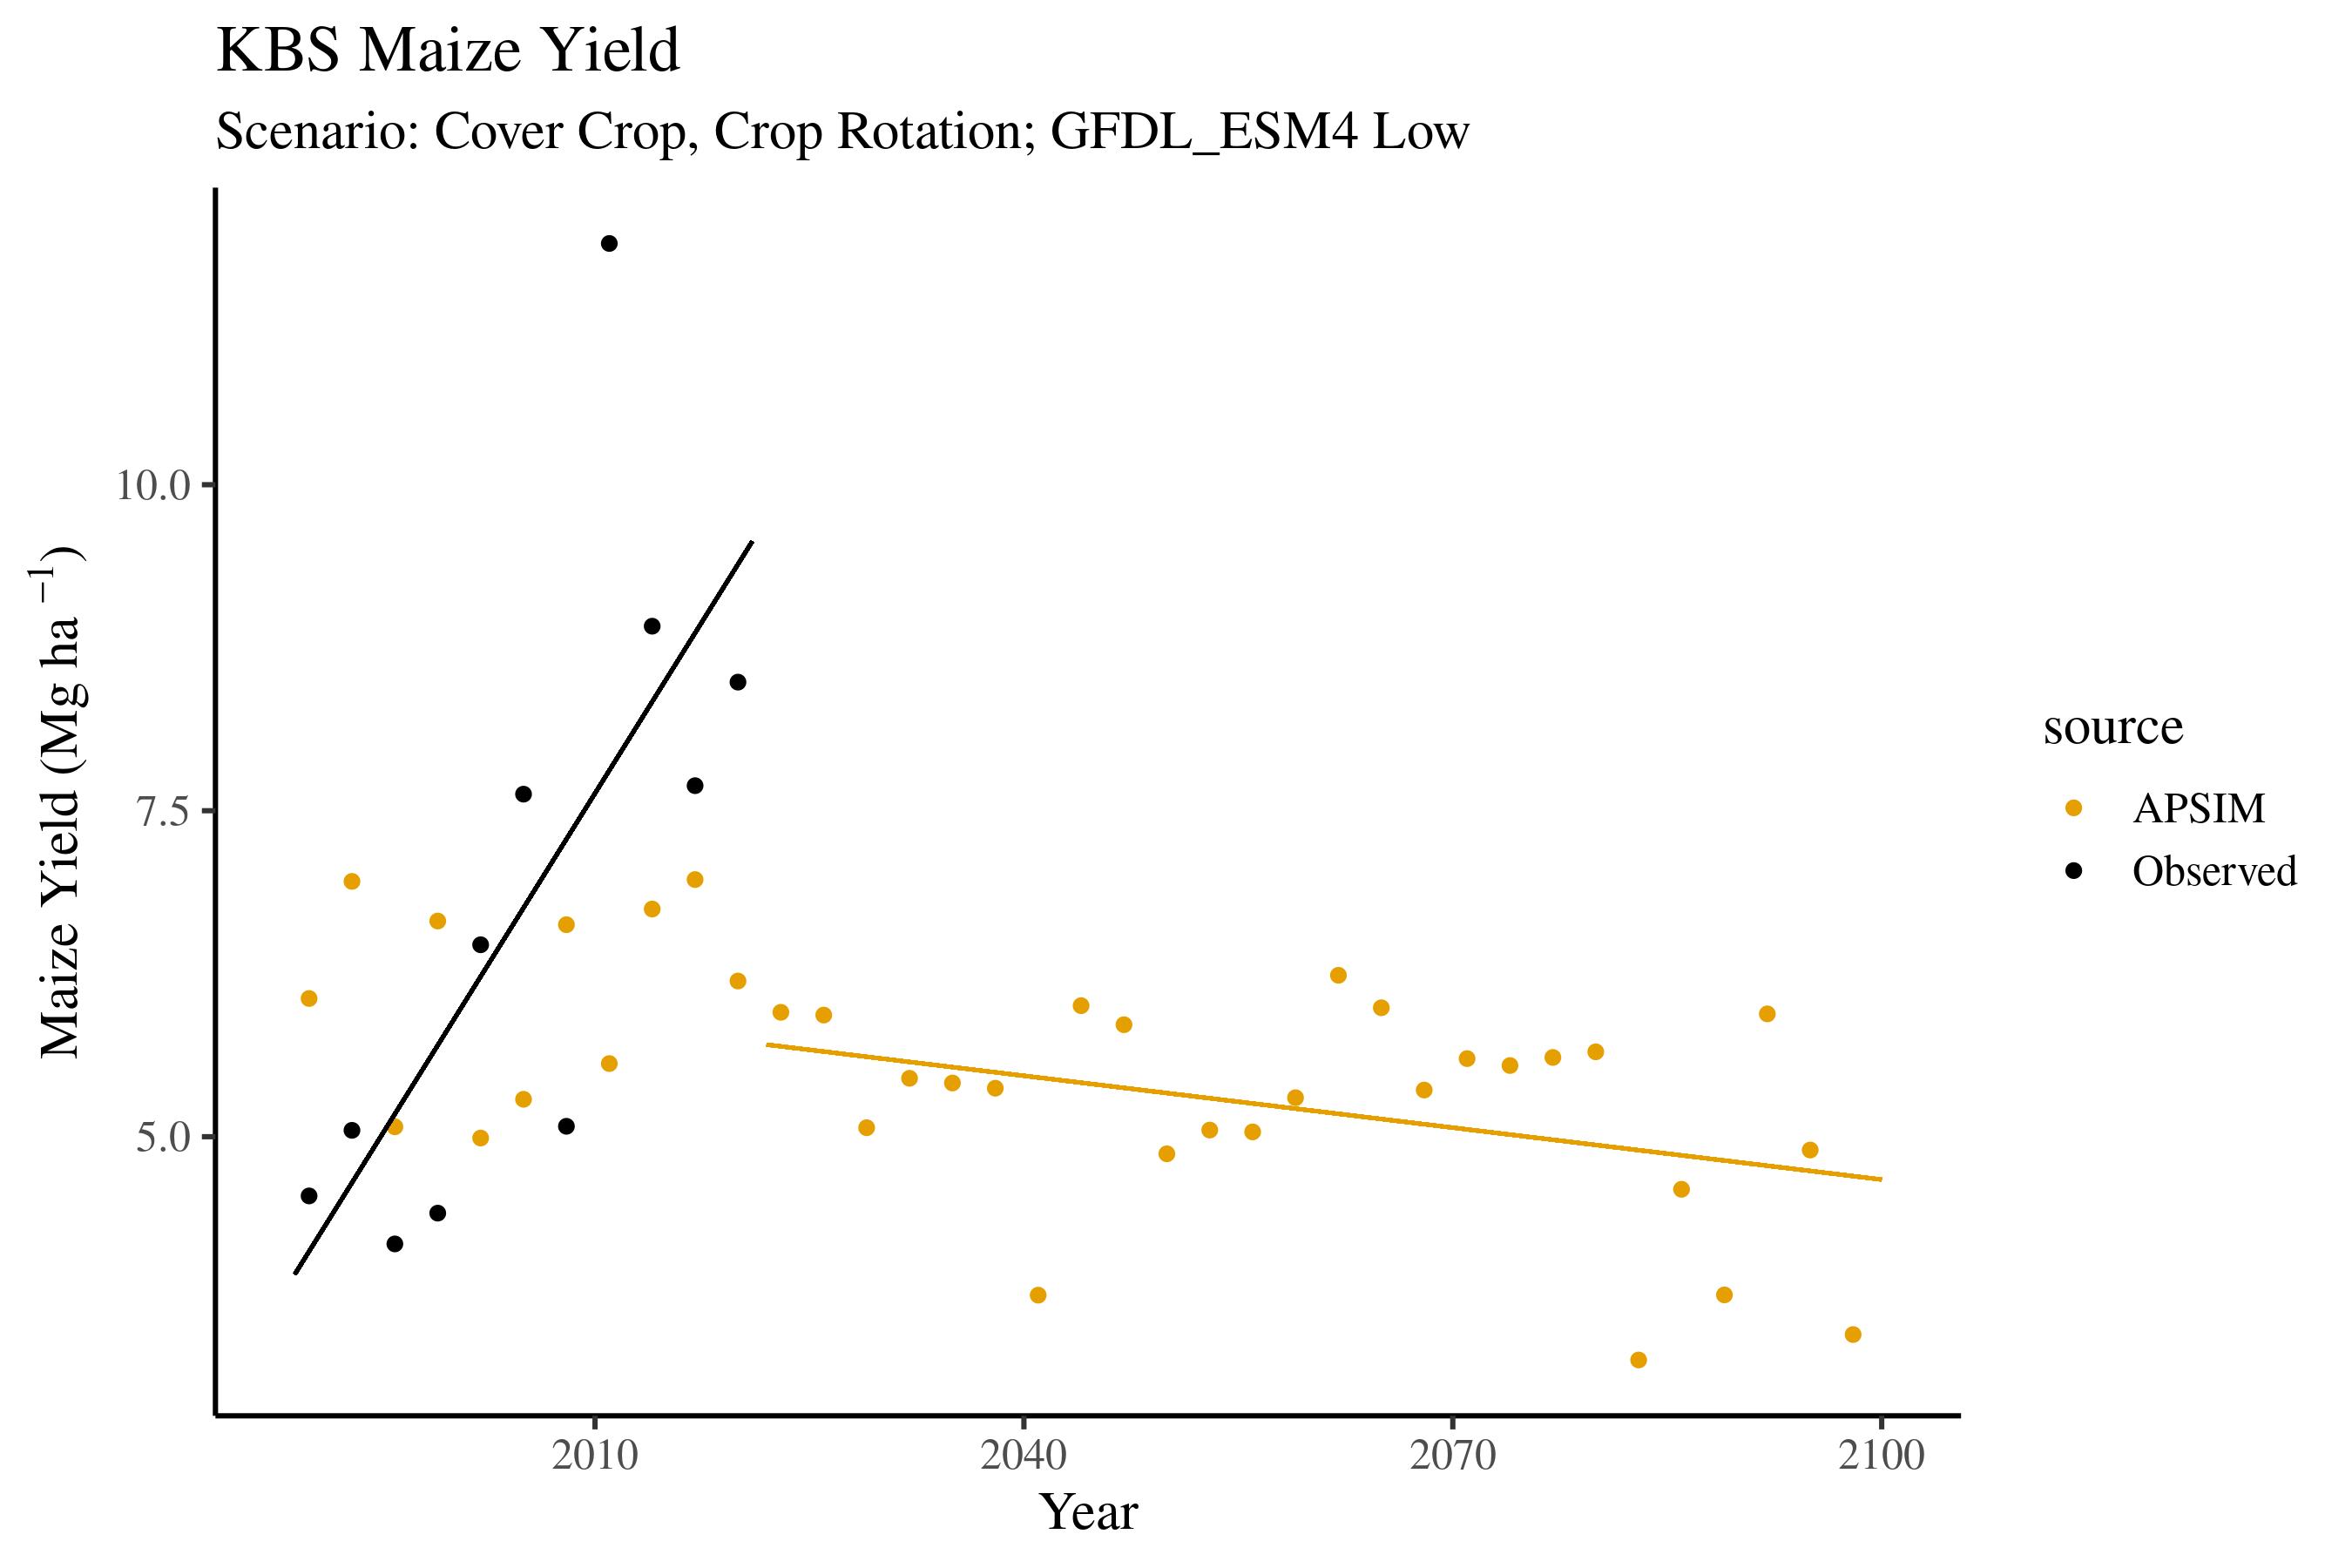 KBS Maize Yield
Scenario: Cover Crop, Crop Rotation; GFDL_ESM4 Low
Maize Yield (Mg ha −1)
10.0
7.5
5.0
2010
2040
2070
2100
Year
source
APSIM
Observed